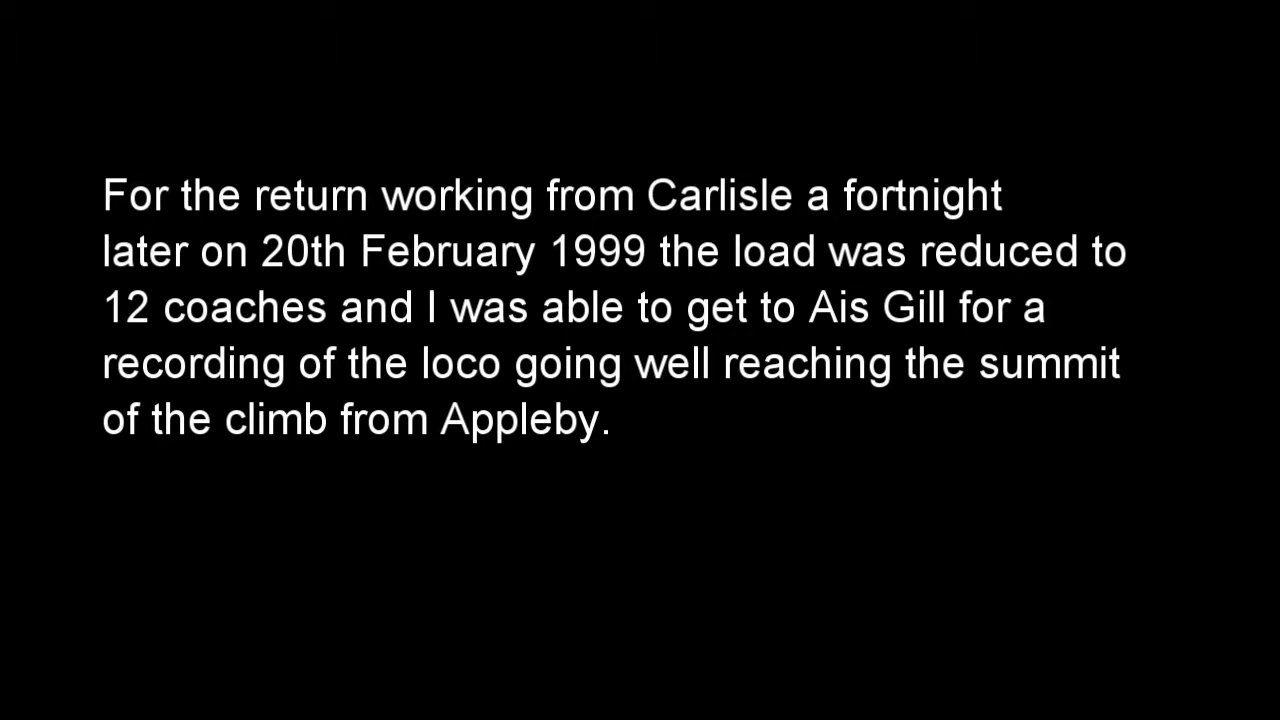 For the return working from Carlisle a fortnight
later on 20th February 1999 the load was reduced to
12 coaches and I was able to get to Ais Gill for a
recording of the loco going well reaching the summit
of the climb from Appleby.